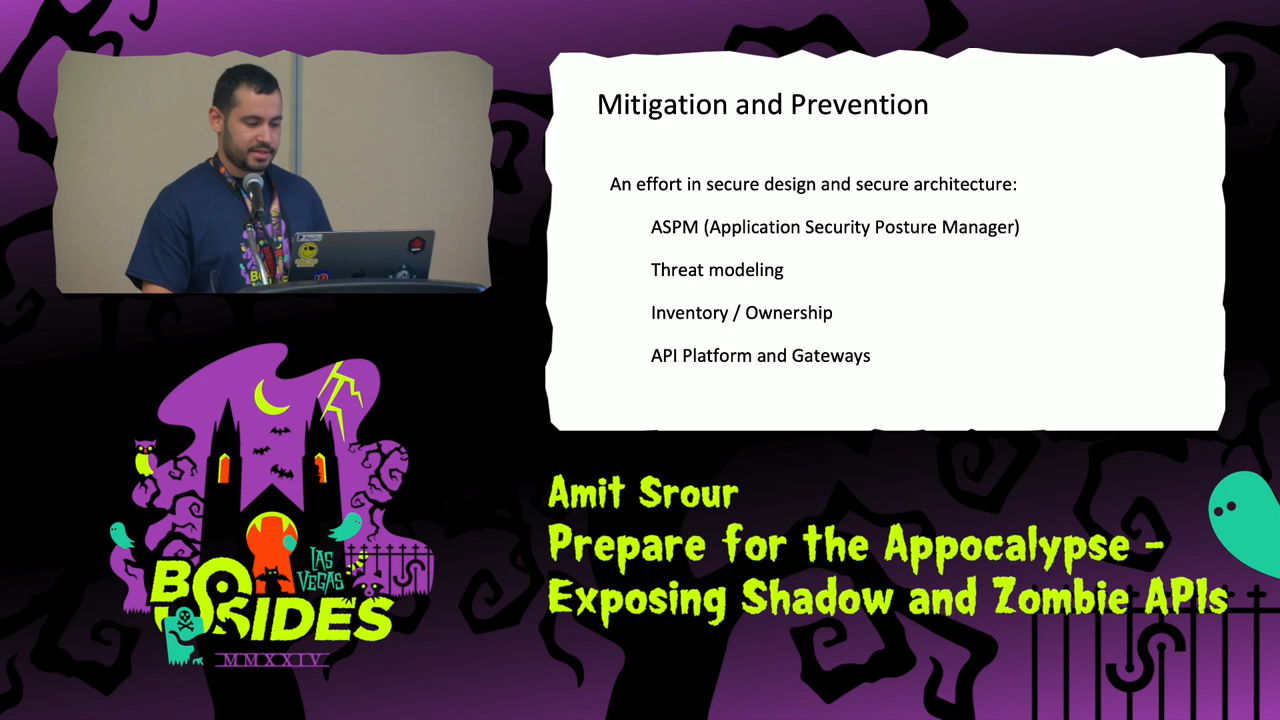 Mitigation and Prevention
An effort in secure design and secure architecture:
ASPM (Application Security Posture Manager)
Threat modeling
Inventory / Ownership
API Platform and Gateways
LAS
VEGAS
BSIDES
MMXXIV
Amit Srour
Prepare for the Appocalypse -
Exposing Shadow and Zombie APIs